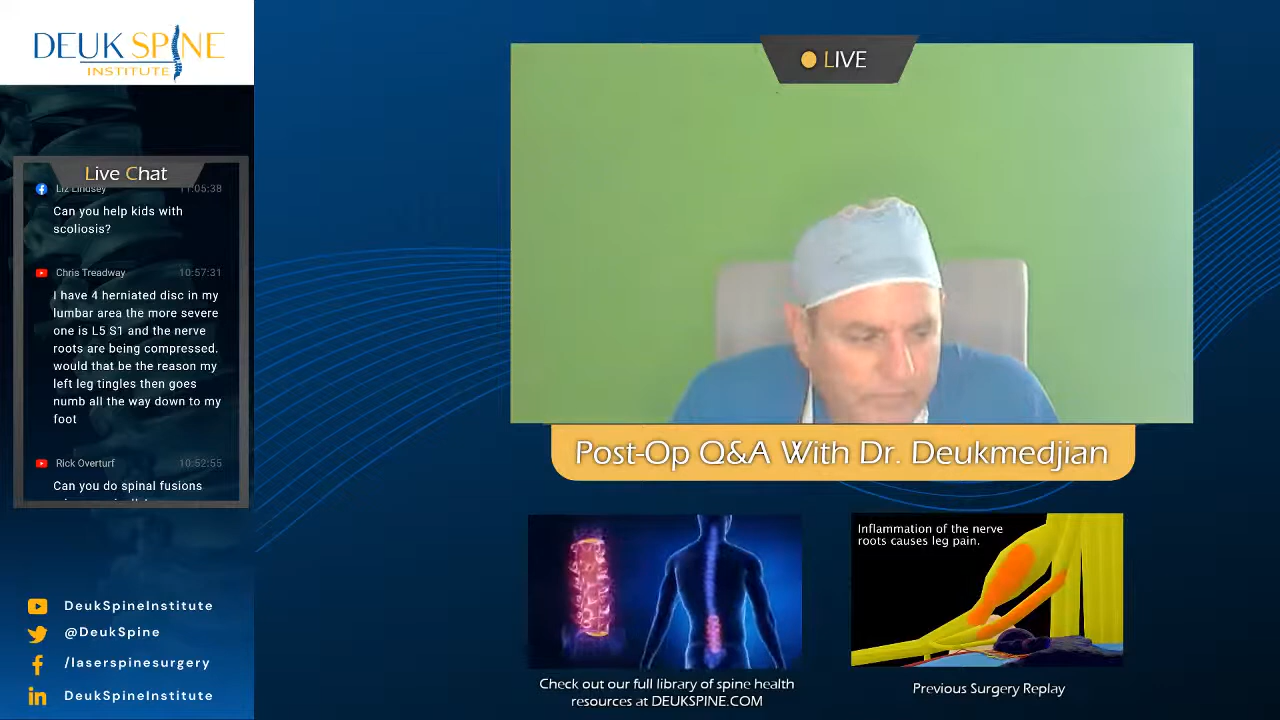 DEUK SPINE
INSTITUTE
Live Chat
Liz Lindsey 11:05:38
Can you help kids with
scoliosis?
Chris Treadway 10:57:31
I have 4 herniated disc in my
lumbar area the more severe
one is L5 S1 and the nerve
roots are being compressed.
would that be the reason my
left leg tingles then goes
numb all the way down to my
foot
Rick Overturf 10:52:55
Can you do spinal fusions
DeukSpineInstitute
@DeukSpine
/laserspinesurgery
DeukSpineInstitute
LIVE
Post-Op Q&A With Dr. Deukmedjian
Check out our full library of spine health
resources at DEUKSPINE.COM
Inflammation of the nerve
roots causes leg pain.
Previous Surgery Replay